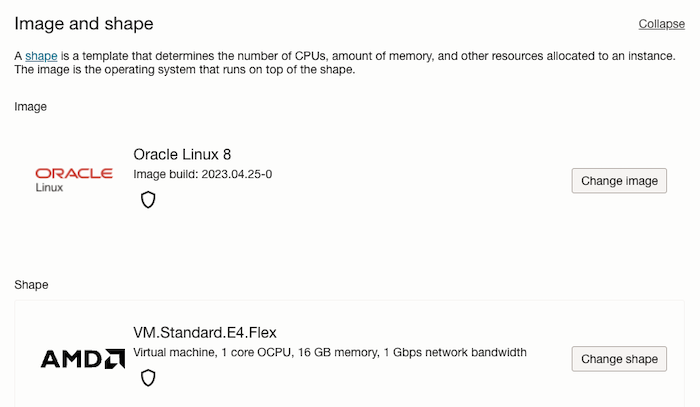 Image and shape
Collapse
A shape is a template that determines the number of CPUs, amount of memory, and other resources allocated to an instance.
The image is the operating system that runs on top of the shape.
Image
ORACLE
Linux
Oracle Linux 8
Image build: 2023.04.25-0
Change image
Shape
AMD
VM.Standard.E4.Flex
Virtual machine, 1 core OCPU, 16 GB memory, 1 Gbps network bandwidth
Change shape